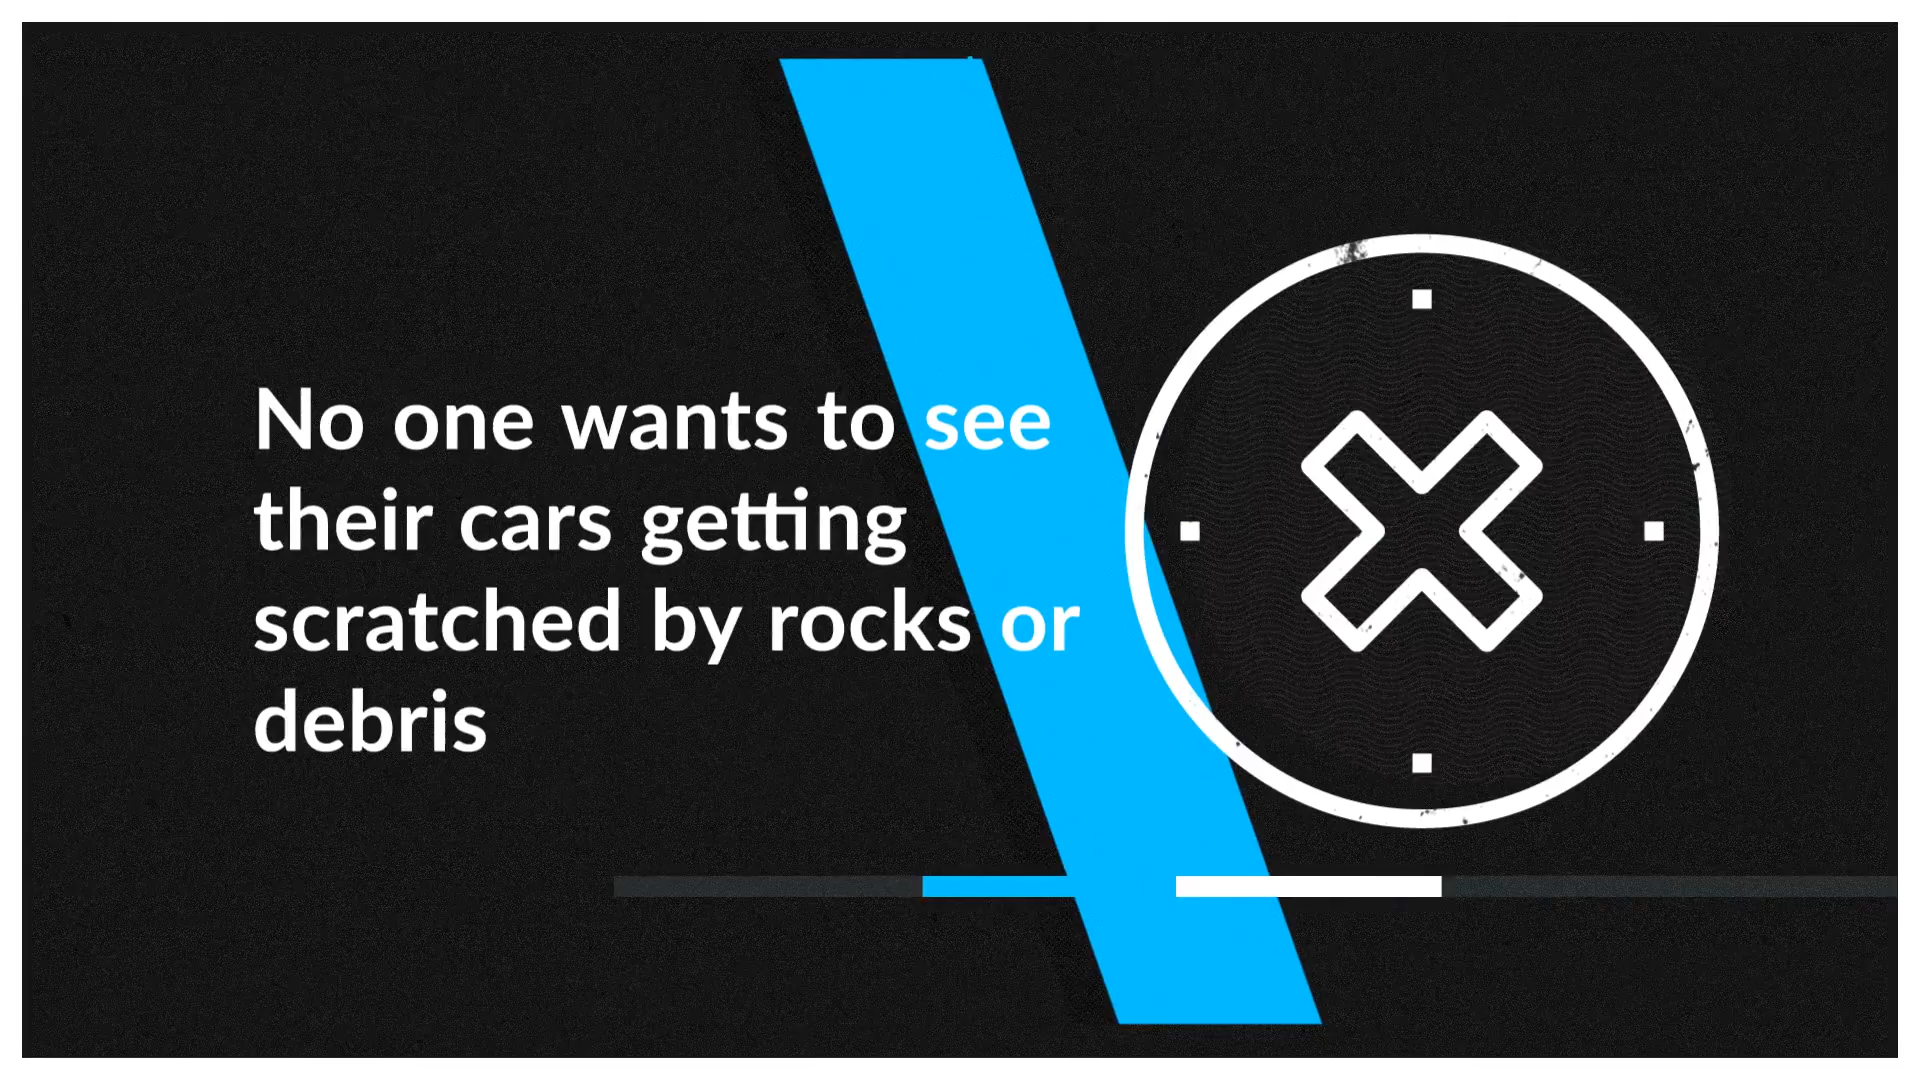 No one wants to see
their cars getting
scratched by rocks or
debris